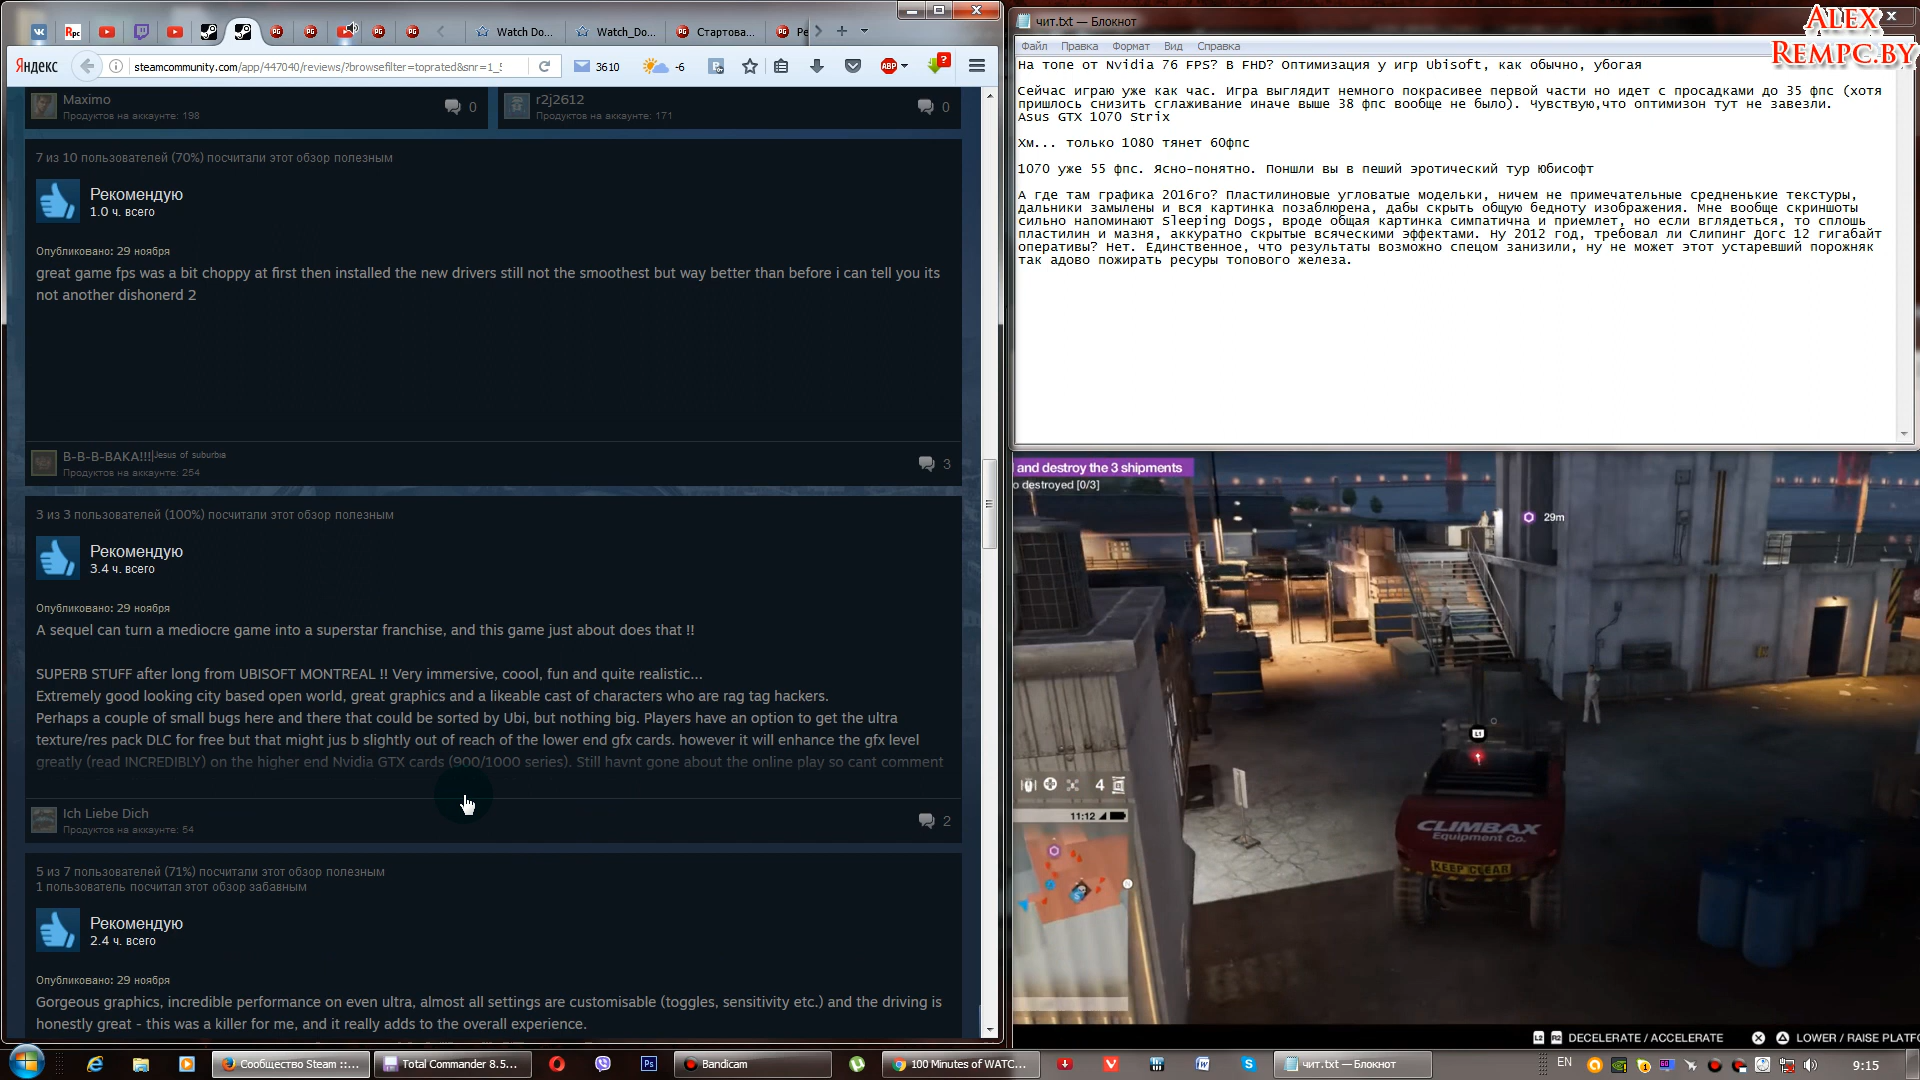 Watch Do...
Watch_Do...
Стартова...
Ре
Яндекс
steamcommunity.com/app/447040/reviews/?browsefilter=toprated&snr=1_5
3610
-6
ABP
Maximo
Продуктов на аккаунте: 198
0
r2j2612
Продуктов на аккаунте: 171
0
7 из 10 пользователей (70%) посчитали этот обзор полезным
Рекомендую
1.0 ч. всего
Опубликовано: 29 ноября
great game fps was a bit choppy at first then installed the new drivers still not the smoothest but way better than before i can tell you its
not another dishonerd 2
B-B-B-BAKA!!!|Jesus of suburbia
Продуктов на аккаунте: 254
3
3 из 3 пользователей (100%) посчитали этот обзор полезным
Рекомендую
3.4 ч. всего
Опубликовано: 29 ноября
A sequel can turn a mediocre game into a superstar franchise, and this game just about does that !!
SUPERB STUFF after long from UBISOFT MONTREAL !! Very immersive, coool, fun and quite realistic...
Extremely good looking city based open world, great graphics and a likeable cast of characters who are rag tag hackers.
Perhaps a couple of small bugs here and there that could be sorted by Ubi, but nothing big. Players have an option to get the ultra
texture/res pack DLC for free but that might jus b slightly out of reach of the lower end gfx cards. however it will enhance the gfx level
greatly (read INCREDIBLY) on the higher end Nvidia GTX cards (900/1000 series). Still havnt gone about the online play so cant comment
Ich Liebe Dich
Продуктов на аккаунте: 54
2
5 из 7 пользователей (71%) посчитали этот обзор полезным
1 пользователь посчитал этот обзор забавным
Рекомендую
2.4 ч. всего
Опубликовано: 29 ноября
Gorgeous graphics, incredible performance on even ultra, almost all settings are customisable (toggles, sensitivity etc.) and the driving is
honestly great - this was a killer for me, and it really adds to the overall experience.
чит.txt — Блокнот
ALEX
REMPC.BY
Файл Правка Формат Вид Справка
На топе от Nvidia 76 FPS? В FHD? Оптимизация у игр Ubisoft, как обычно, убогая
Сейчас играю уже как час. Игра выглядит немного покрасивее первой части но идет с просадками до 35 фпс (хотя
пришлось снизить сглаживание иначе выше 38 фпс вообще не было). Чувствую,что оптимизон тут не завезли.
Asus GTX 1070 Strix
Хм... только 1080 тянет 60фпс
1070 уже 55 фпс. Ясно-понятно. Поншли вы в пеший эротический тур Юбисофт
А где там графика 2016го? Пластилиновые угловатые модельки, ничем не примечательные средненькие текстуры,
дальники замылены и вся картинка позаблюрена, дабы скрыть общую бедноту изображения. Мне вообще скриншоты
сильно напоминают Sleeping Dogs, вроде общая картинка симпатична и приемлет, но если вглядеться, то сплошь
пластилин и мазня, аккуратно скрытые всяческими эффектами. Ну 2012 год, требовал ли Слипинг Догс 12 гигабайт
оперативы? Нет. Единственное, что результаты возможно спецом занизили, ну не может этот устаревший порожняк
так адово пожирать ресуры топового железа.
and destroy the 3 shipments
o destroyed [0/3]
29m
L1
4
11:12
CLIMBAX
Equipment Co.
KEEP CLEAR
L2 R2 DECELERATE / ACCELERATE
LOWER / RAISE PLATFO
Сообщество Steam ::...
Total Commander 8.5...
Bandicam
100 Minutes of WATC...
чит.txt — Блокнот
EN
9:15